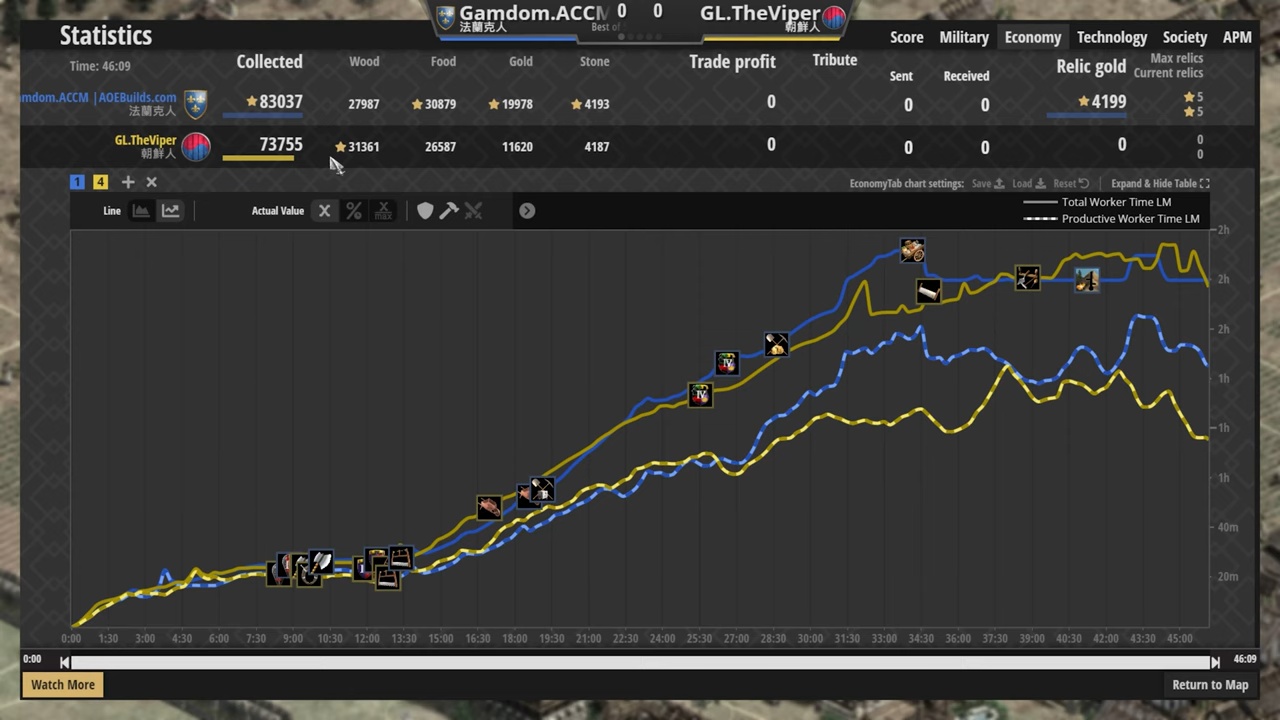 Gamdom.ACCM 0 0 GL.TheViper
法蘭克人 Best of 朝鮮人
Statistics
Score Military Economy Technology Society APM
Time: 46:09
Collected Wood Food Gold Stone Trade profit Tribute Sent Received Relic gold Max relics
Current relics
mdom.ACCM |AOEBuilds.com
法蘭克人
83037 27987 30879 19978 4193 0 0 0 4199 5
5
GL.TheViper
朝鮮人
73755 31361 26587 11620 4187 0 0 0 0 0
0
1 4 + ×
EconomyTab chart settings: Save Load Reset Expand & Hide Table
Line Actual Value X % X max
Total Worker Time LM
Productive Worker Time LM
2h
2h
2h
1h
1h
1h
40m
20m
IV
IV
0:00 1:30 3:00 4:30 6:00 7:30 9:00 10:30 12:00 13:30 15:00 16:30 18:00 19:30 21:00 22:30 24:00 25:30 27:00 28:30 30:00 31:30 33:00 34:30 36:00 37:30 39:00 40:30 42:00 43:30 45:00
0:00 46:09
Watch More Return to Map